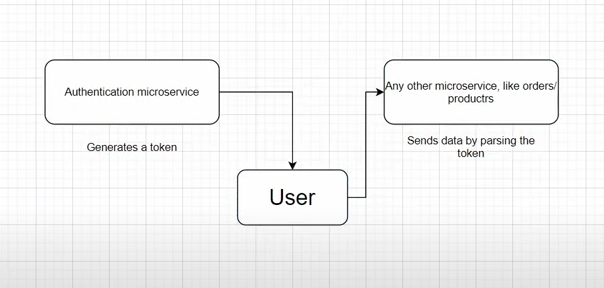 Authentication microservice
Generates a token
User
Any other microservice, like orders/
productrs
Sends data by parsing the
token